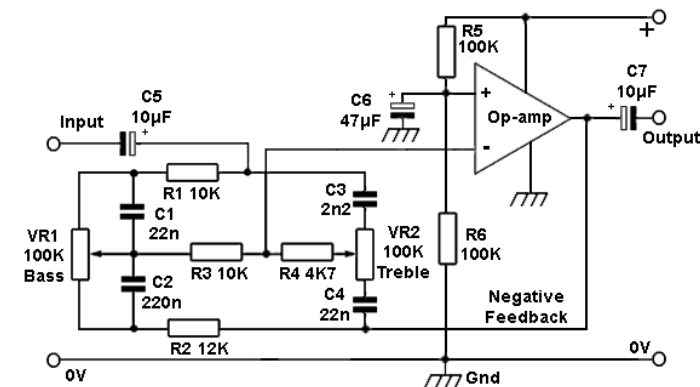 R5
100K
+
C7
10µF
C6
47µF
+
+
Op-amp
-
+
Output
C5
10µF
+
Input
R1 10K
C3
2n2
C1
22n
VR1
100K
Bass
R3 10K
R4 4K7
VR2
100K
Treble
R6
100K
C2
220n
C4
22n
Negative
Feedback
R2 12K
0V
0V
Gnd